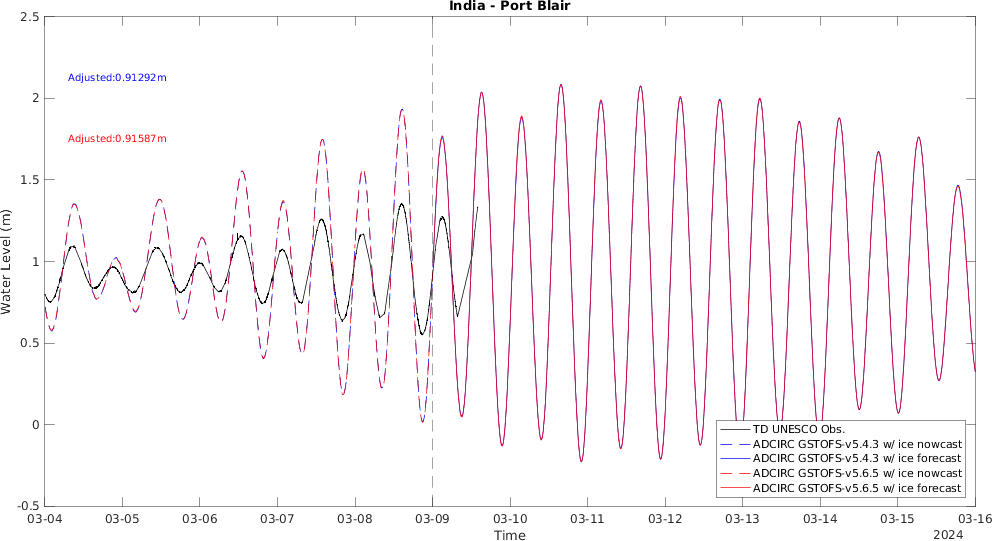 India - Port Blair
2.5
2
1.5
1
0.5
0
-0.5
Water Level (m)
Adjusted:0.91292m
Adjusted:0.91587m
TD UNESCO Obs.
ADCIRC GSTOFS-v5.4.3 w/ ice nowcast
ADCIRC GSTOFS-v5.4.3 w/ ice forecast
ADCIRC GSTOFS-v5.6.5 w/ ice nowcast
ADCIRC GSTOFS-v5.6.5 w/ ice forecast
03-04 03-05 03-06 03-07 03-08 03-09 03-10 03-11 03-12 03-13 03-14 03-15 03-16
Time
2024